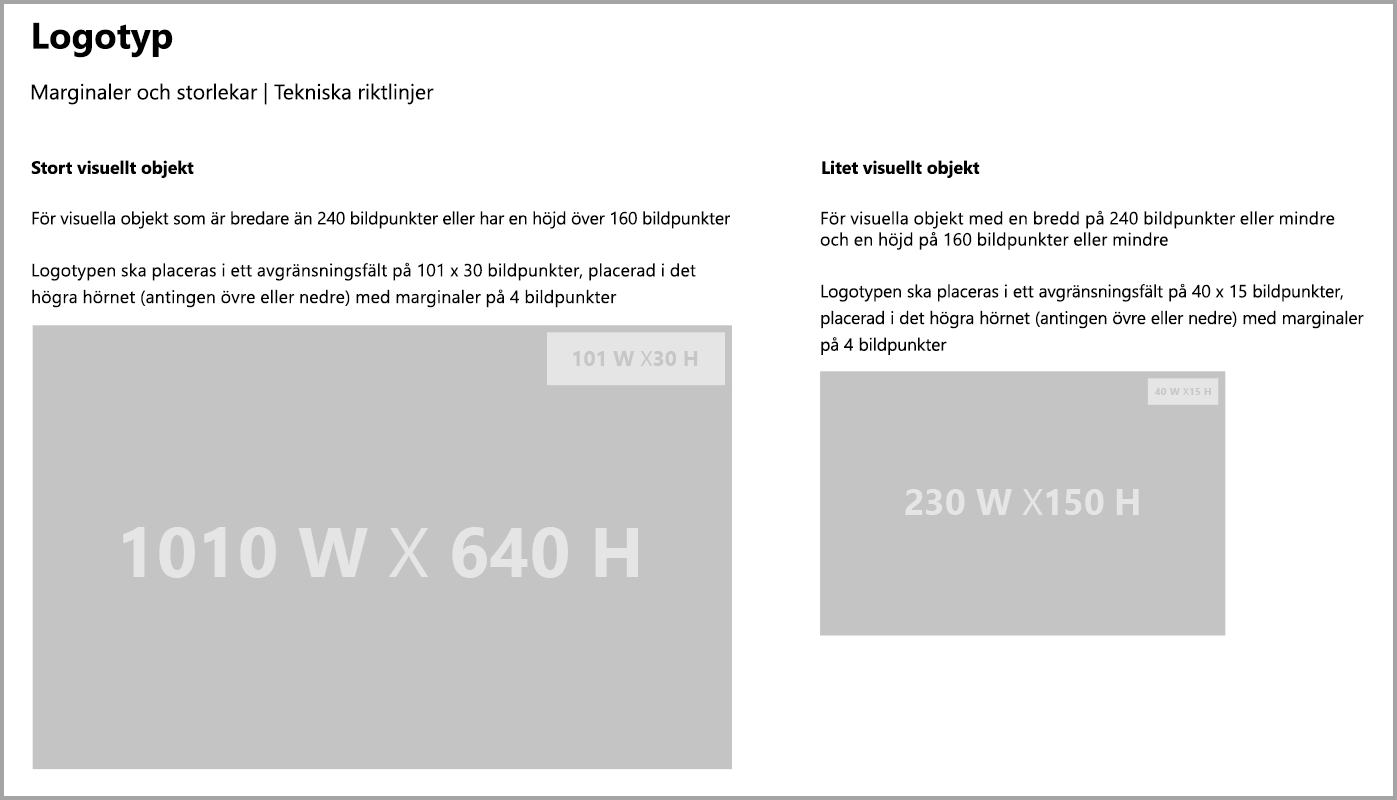 Logotyp
Marginaler och storlekar | Tekniska riktlinjer
Stort visuellt objekt
För visuella objekt som är bredare än 240 bildpunkter eller har en höjd över 160 bildpunkter
Logotypen ska placeras i ett avgränsningsfält på 101 x 30 bildpunkter, placerad i det
högra hörnet (antingen övre eller nedre) med marginaler på 4 bildpunkter
101 W X30 H
1010 W X 640 H
Litet visuellt objekt
För visuella objekt med en bredd på 240 bildpunkter eller mindre
och en höjd på 160 bildpunkter eller mindre
Logotypen ska placeras i ett avgränsningsfält på 40 x 15 bildpunkter,
placerad i det högra hörnet (antingen övre eller nedre) med marginaler
på 4 bildpunkter
40 W X15 H
230 W X150 H